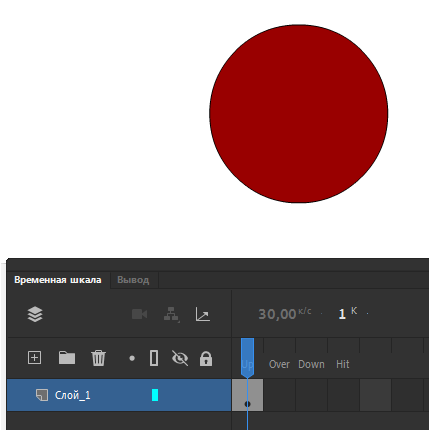 Временная шкала Вывод
30,00 к/с 1 К
Up Over Down Hit
Слой_1